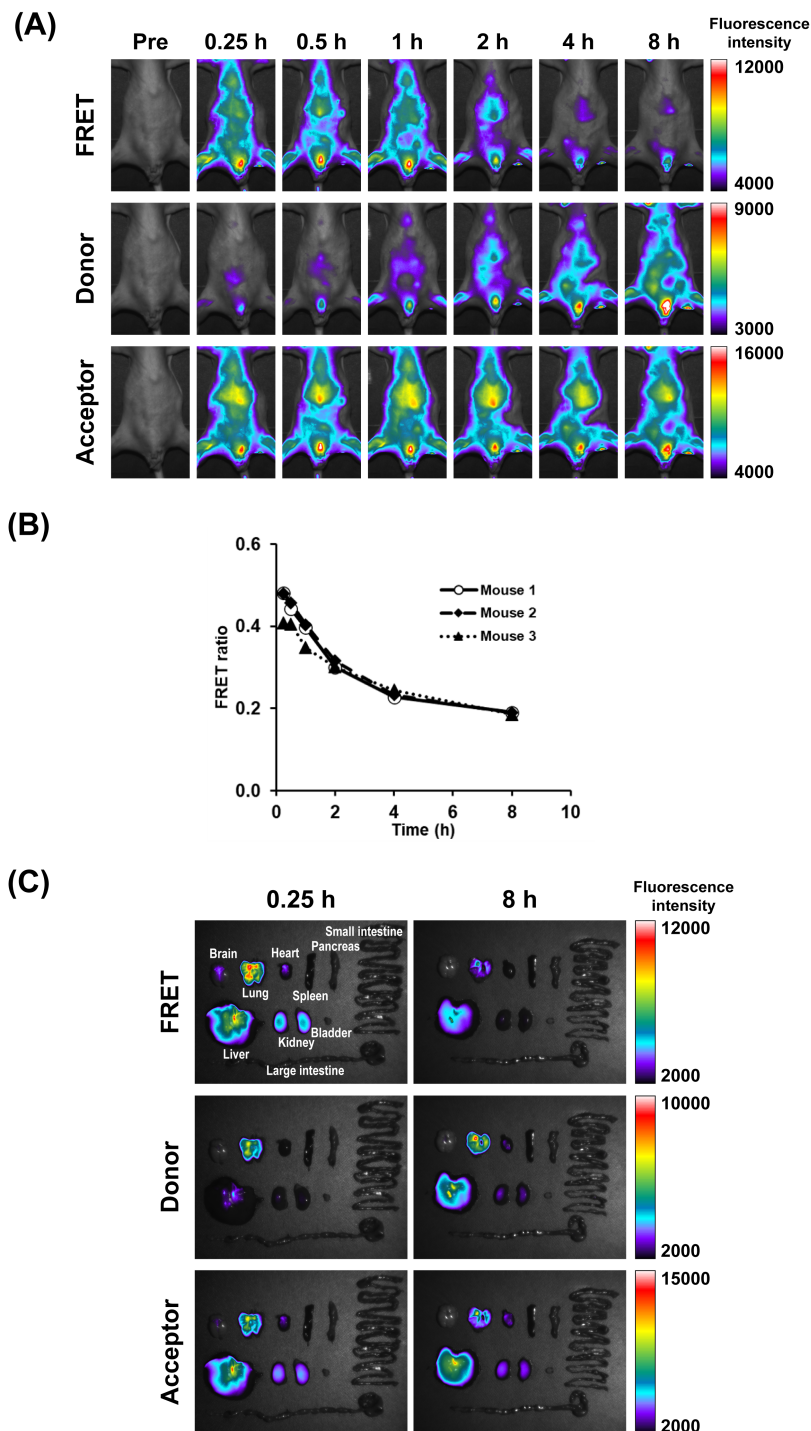 (A)
Pre 0.25 h 0.5 h 1 h 2 h 4 h 8 h
Fluorescence
intensity
FRET
12000
4000
Donor
9000
3000
Acceptor
16000
4000
(B)
0.6
0.4
0.2
0.0
FRET ratio
Mouse 1
Mouse 2
Mouse 3
0 2 4 6 8 10
Time (h)
(C)
0.25 h 8 h
Fluorescence
intensity
FRET
Small intestine
Pancreas
Brain
Heart
Lung
Spleen
Bladder
Kidney
Liver
Large intestine
12000
2000
Donor
10000
2000
Acceptor
15000
2000